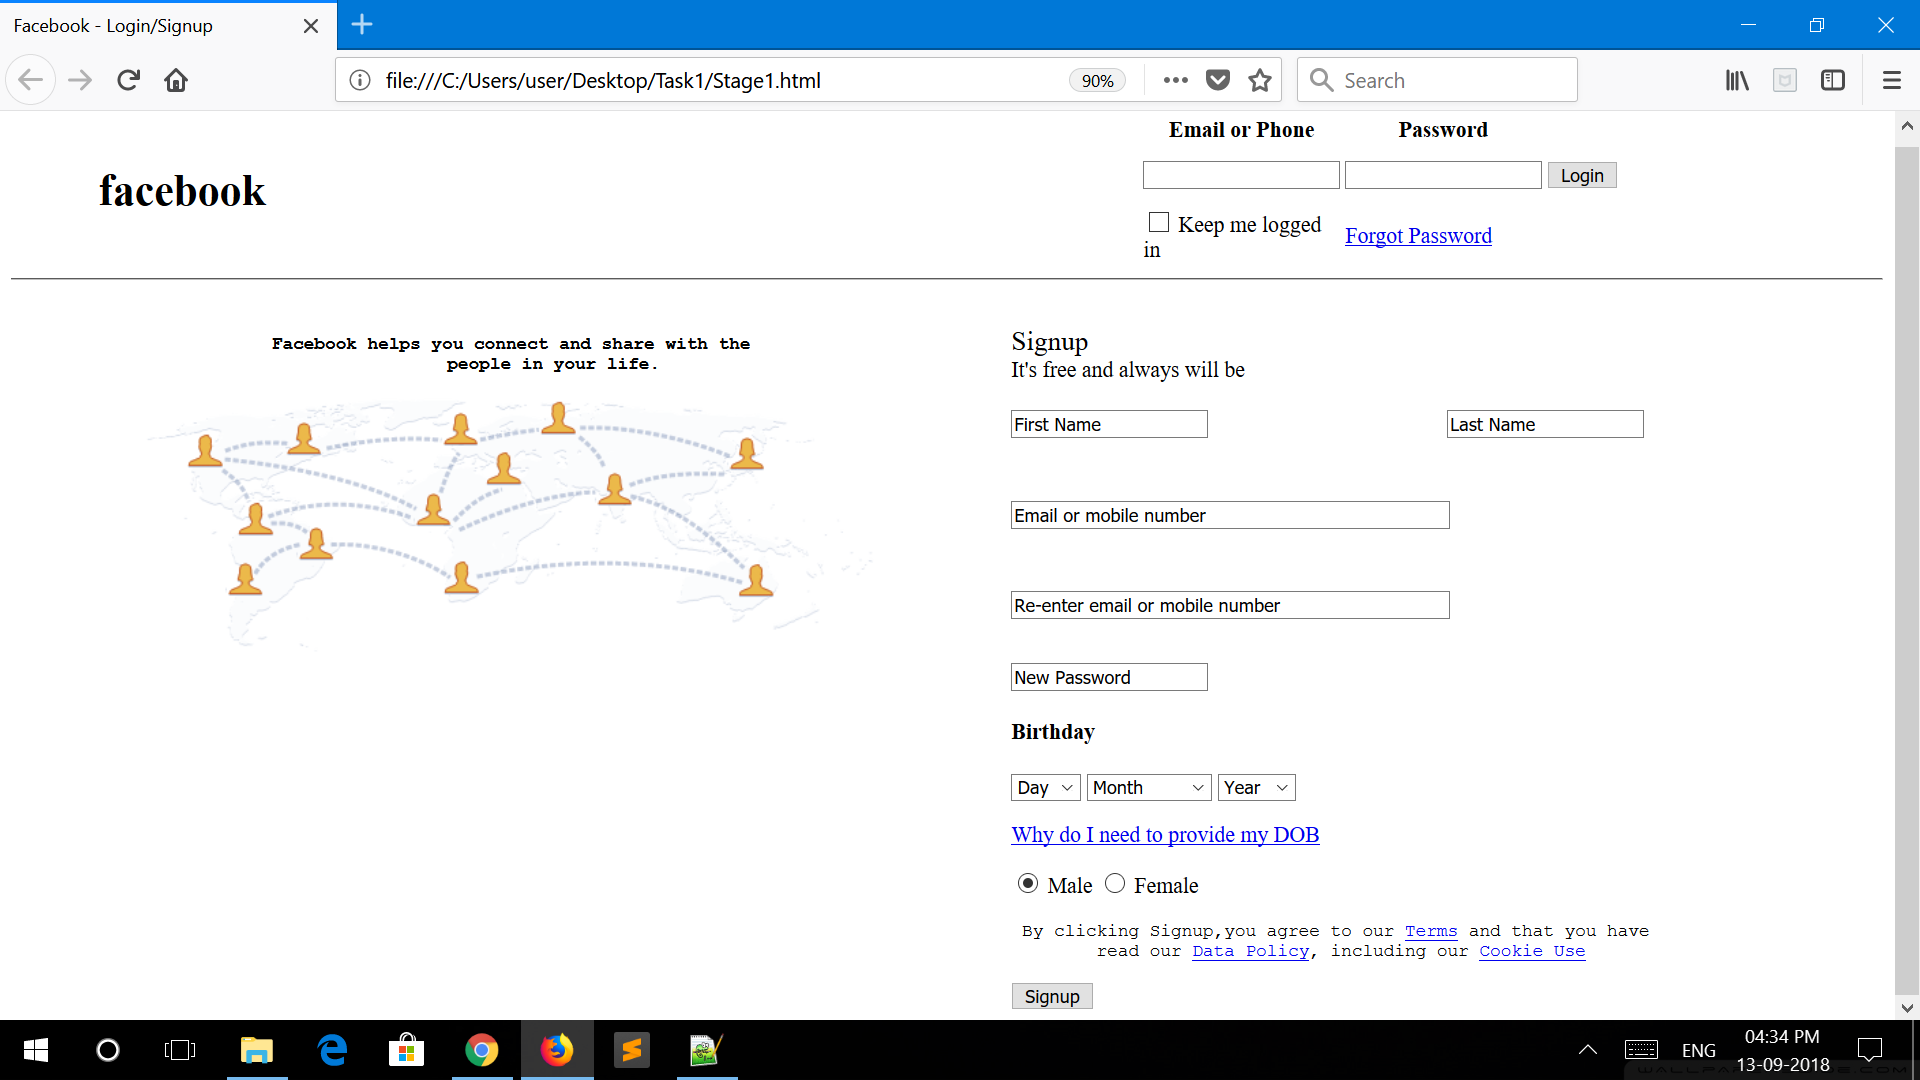 Facebook - Login/Signup
file:///C:/Users/user/Desktop/Task1/Stage1.html
90%
Search
Email or Phone Password
facebook
Login
Keep me logged in
Forgot Password
Facebook helps you connect and share with the
people in your life.
Signup
It's free and always will be
First Name Last Name
Email or mobile number
Re-enter email or mobile number
New Password
Birthday
Day Month Year
Why do I need to provide my DOB
Male Female
By clicking Signup,you agree to our Terms and that you have
read our Data Policy, including our Cookie Use
Signup
ENG
04:34 PM
13-09-2018